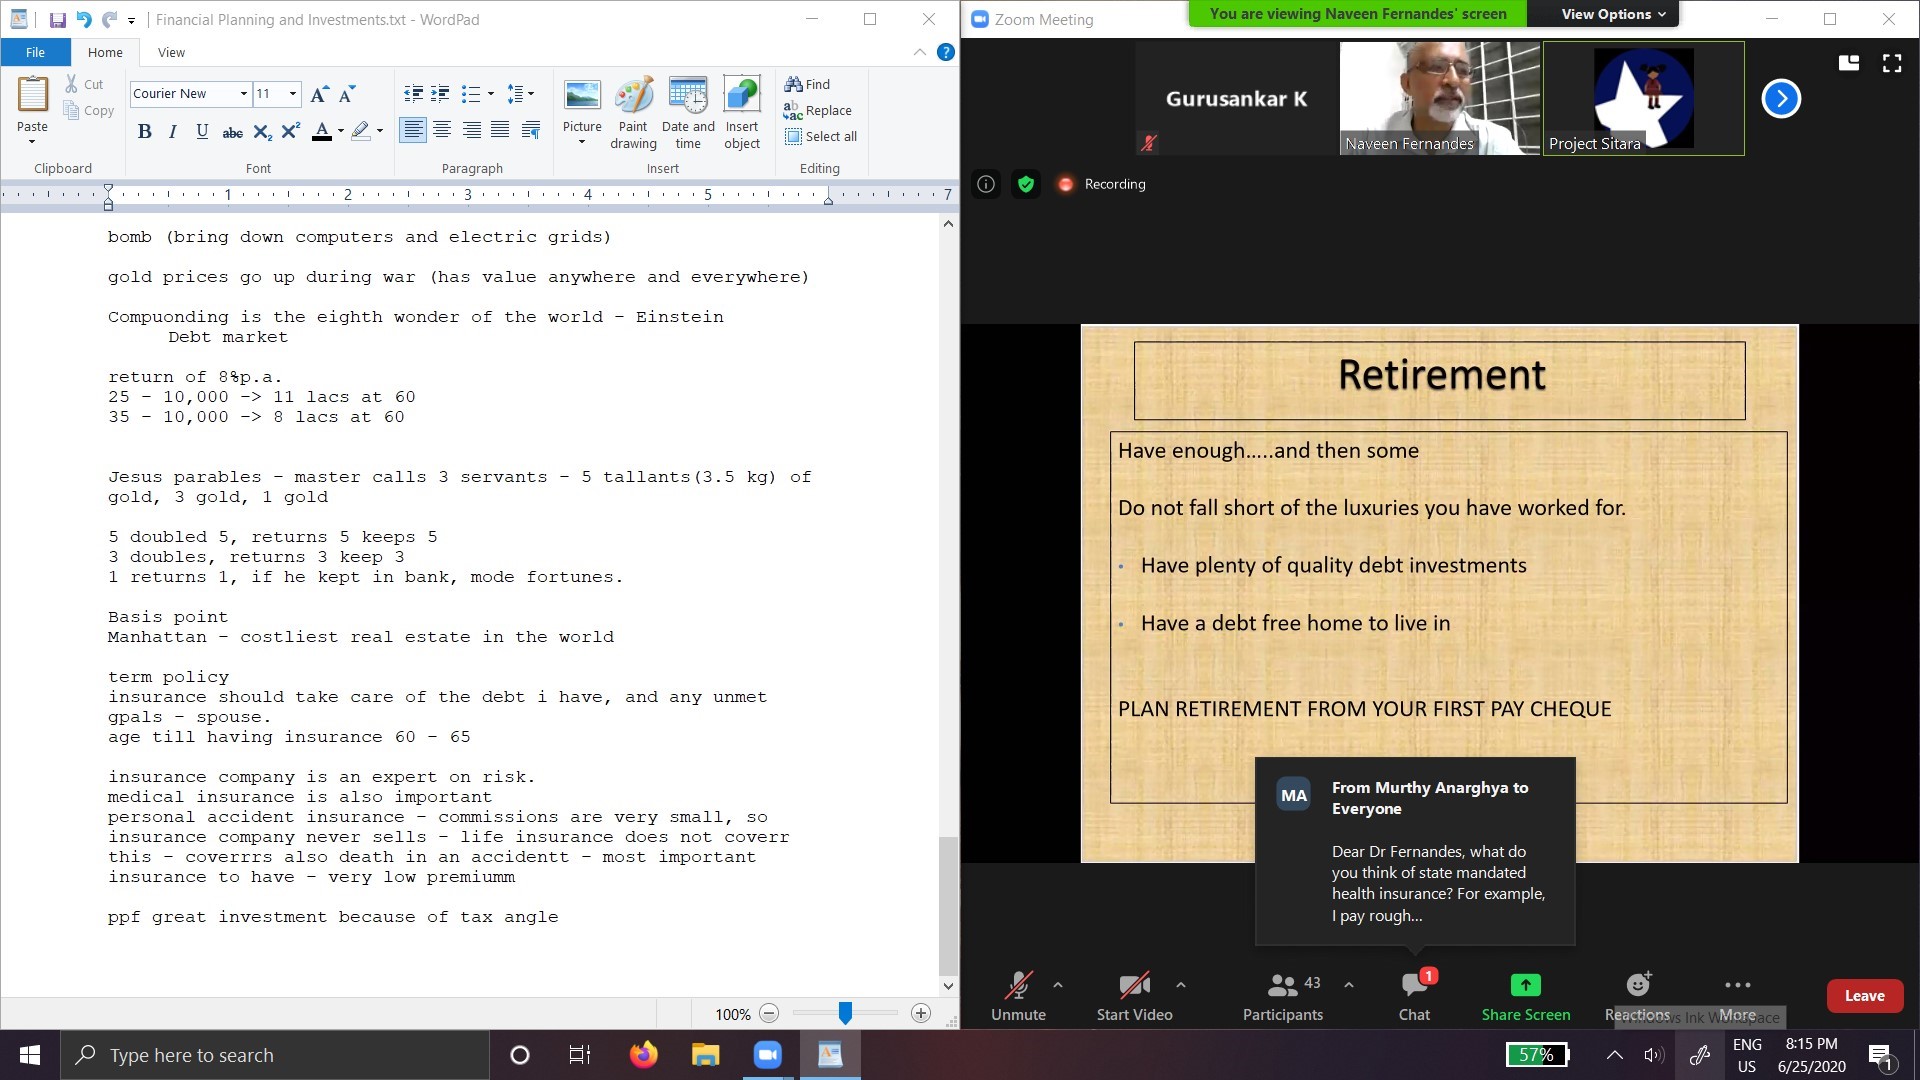 Financial Planning and Investments.txt - WordPad
File
Home
View
Paste
Cut
Copy
Clipboard
Courier New
11
B I U abc X₂ X²
A
Font
Paragraph
Picture
Paint drawing
Date and time
Insert object
Insert
Find
Replace
Select all
Editing
1 2 3 4 5 7
bomb (bring down computers and electric grids)
gold prices go up during war (has value anywhere and everywhere)
Compuonding is the eighth wonder of the world - Einstein
Debt market
return of 8%p.a.
25 - 10,000 -> 11 lacs at 60
35 - 10,000 -> 8 lacs at 60
Jesus parables - master calls 3 servants - 5 tallants(3.5 kg) of
gold, 3 gold, 1 gold
5 doubled 5, returns 5 keeps 5
3 doubles, returns 3 keep 3
1 returns 1, if he kept in bank, mode fortunes.
Basis point
Manhattan - costliest real estate in the world
term policy
insurance should take care of the debt i have, and any unmet
gpals - spouse.
age till having insurance 60 - 65
insurance company is an expert on risk.
medical insurance is also important
personal accident insurance - commissions are very small, so
insurance company never sells - life insurance does not coverr
this - coverrrs also death in an accidentt - most important
insurance to have - very low premiumm
ppf great investment because of tax angle
100%
Zoom Meeting
You are viewing Naveen Fernandes' screen
View Options
Gurusankar K
Naveen Fernandes
Project Sitara
Recording
Retirement
Have enough.....and then some
Do not fall short of the luxuries you have worked for.
• Have plenty of quality debt investments
• Have a debt free home to live in
PLAN RETIREMENT FROM YOUR FIRST PAY CHEQUE
MA
From Murthy Anarghya to
Everyone
Dear Dr Fernandes, what do
you think of state mandated
health insurance? For example,
I pay rough...
Unmute
Start Video
43
Participants
1
Chat
Share Screen
Reactions
More
Windows Ink Workspace
Leave
Type here to search
57%
ENG
US
8:15 PM
6/25/2020
1